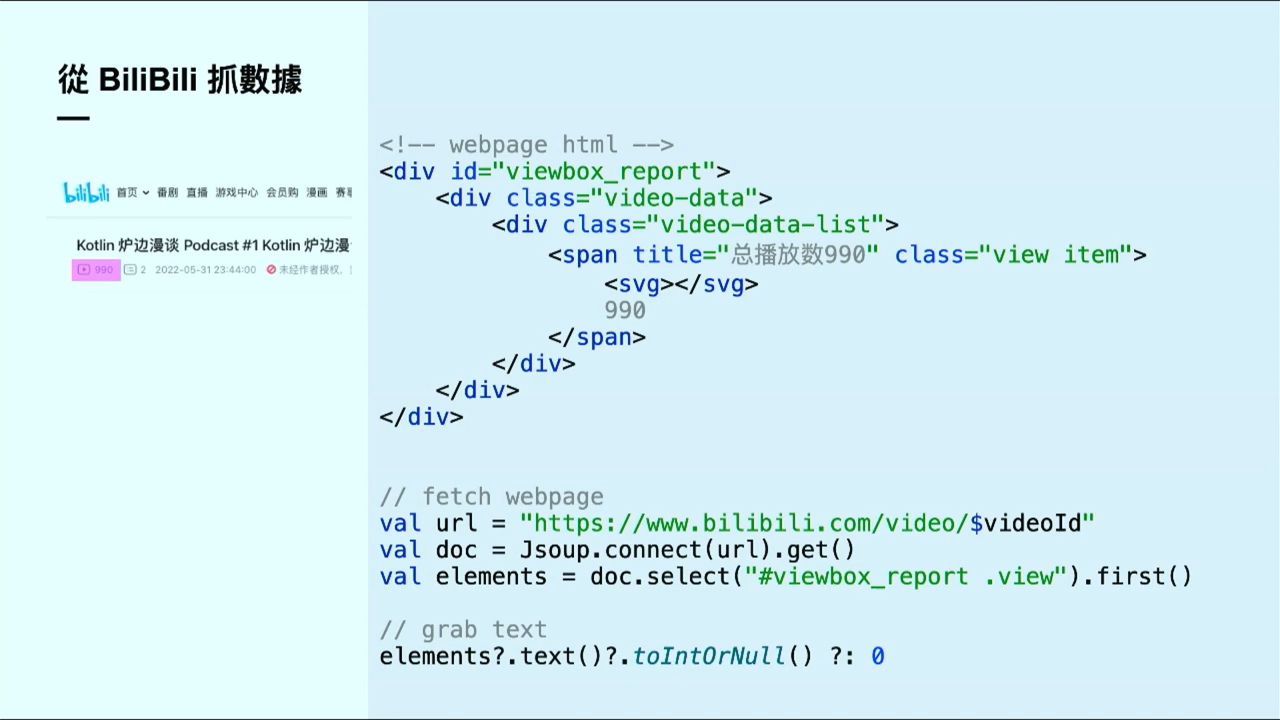 從 BiliBili 抓數據
bilibili 首页 番剧 直播 游戏中心 会员购 漫画
Kotlin 炉边漫谈 Podcast #1 Kotlin 炉边漫
990 2 2022-05-31 23:44:00 未经作者授权,
<!-- webpage html -->
<div id="viewbox_report">
<div class="video-data">
<div class="video-data-list">
<span title="总播放数990" class="view item">
<svg></svg>
990
</span>
</div>
</div>
</div>
// fetch webpage
val url = "https://www.bilibili.com/video/$videoId"
val doc = Jsoup.connect(url).get()
val elements = doc.select("#viewbox_report .view").first()
// grab text
elements?.text()?.toIntOrNull() ?: 0